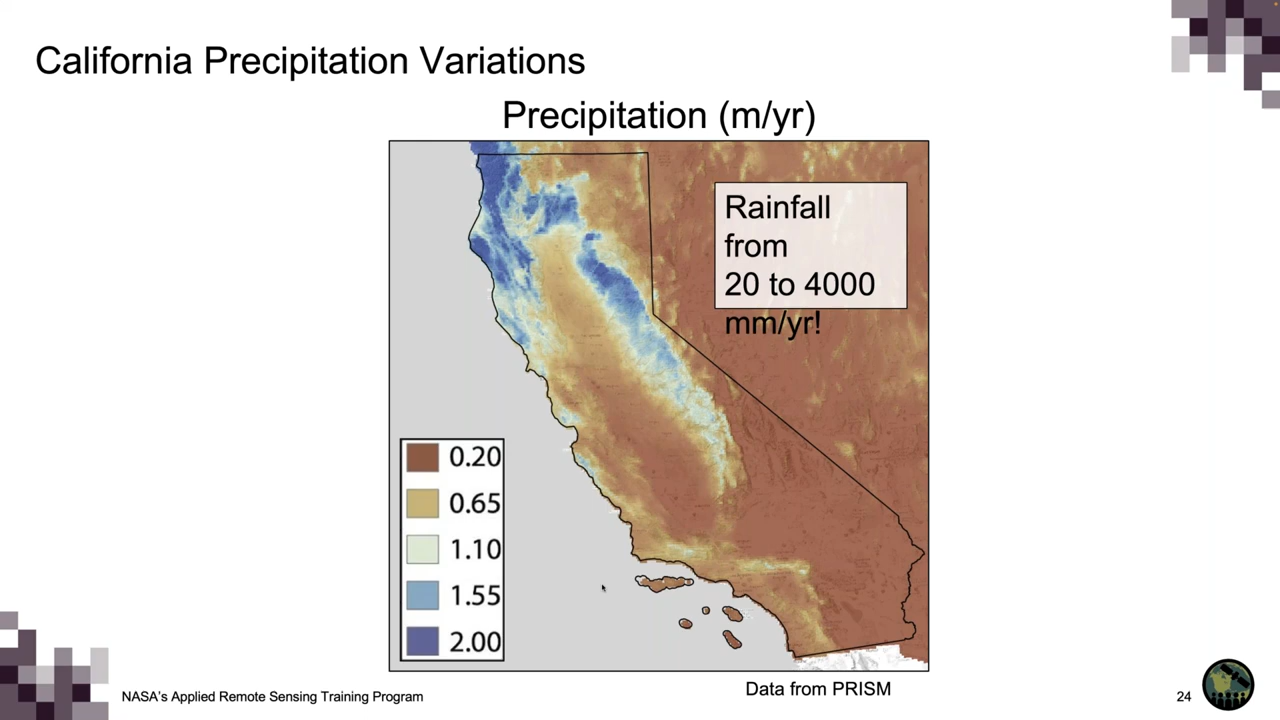 California Precipitation Variations
Precipitation (m/yr)
Rainfall
from
20 to 4000
mm/yr!
0.20
0.65
1.10
1.55
2.00
Data from PRISM
NASA's Applied Remote Sensing Training Program
24